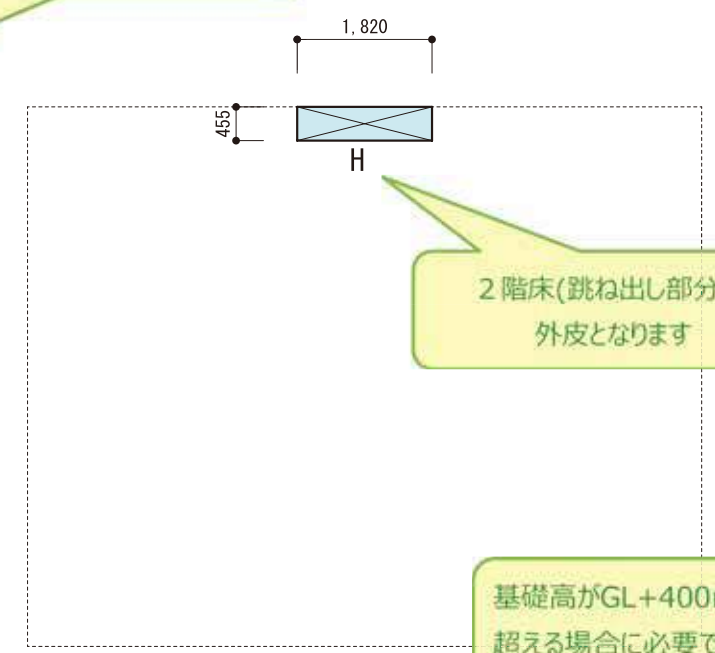 1,820
455
H
2階床(跳ね出し部分
外皮となります
基礎高がGL+400
超える場合に必要で